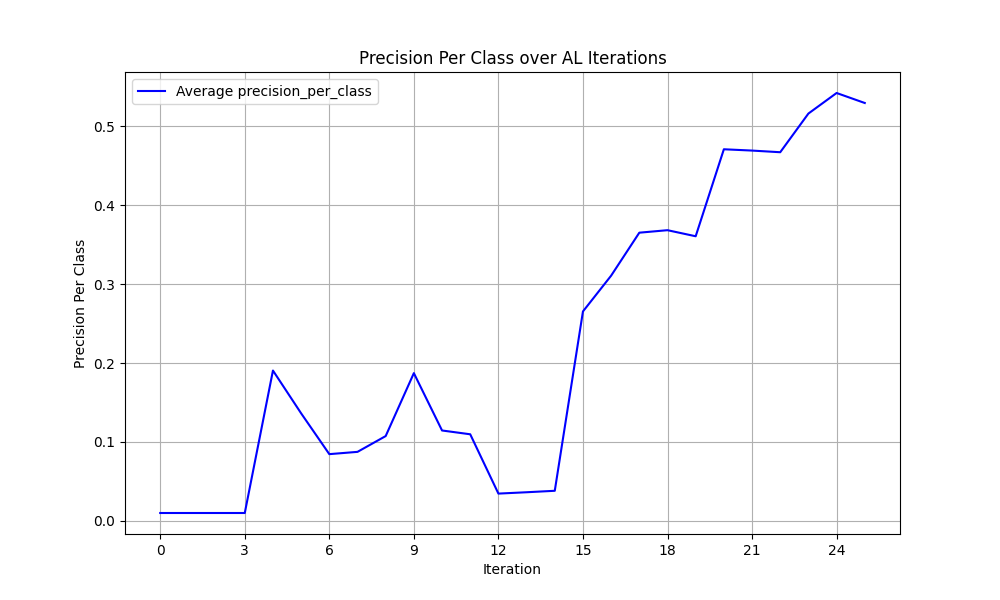 Precision Per Class over AL Iterations
Average precision_per_class
Precision Per Class
0.5
0.4
0.3
0.2
0.1
0.0
0 3 6 9 12 15 18 21 24
Iteration